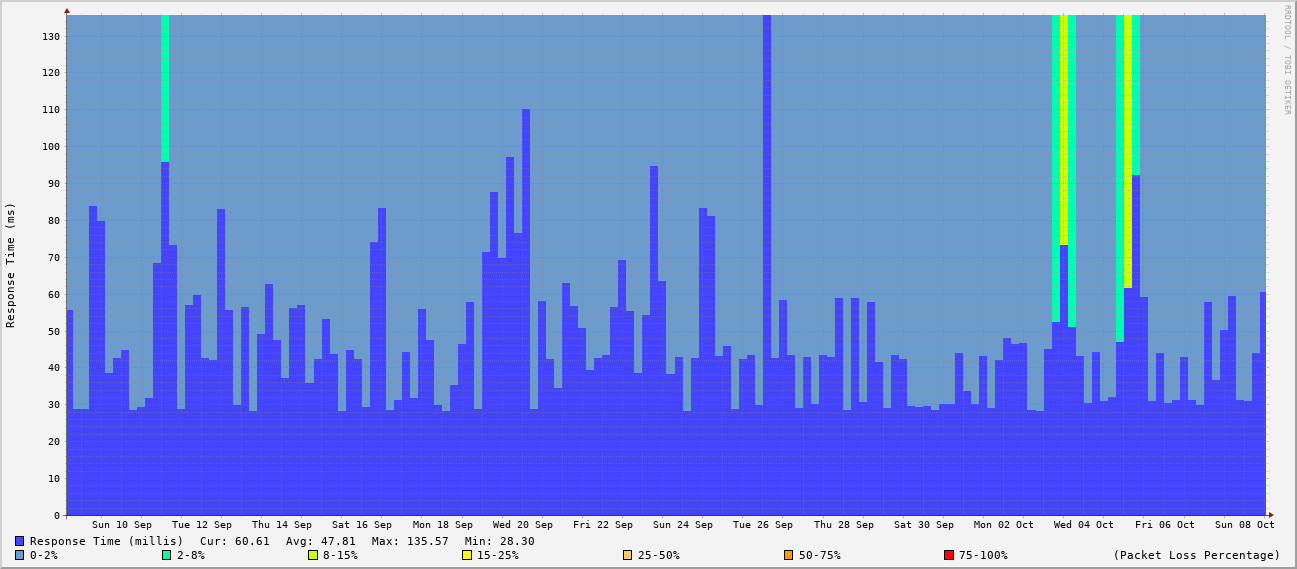 RRDTOOL / TOBI OETIKER
Response Time (ms)
130
120
110
100
90
80
70
60
50
40
30
20
10
0
Sun 10 Sep Tue 12 Sep Thu 14 Sep Sat 16 Sep Mon 18 Sep Wed 20 Sep Fri 22 Sep Sun 24 Sep Tue 26 Sep Thu 28 Sep Sat 30 Sep Mon 02 Oct Wed 04 Oct Fri 06 Oct Sun 08 Oct
Response Time (millis) Cur: 60.61 Avg: 47.81 Max: 135.57 Min: 28.30
0-2% 2-8% 8-15% 15-25% 25-50% 50-75% 75-100% (Packet Loss Percentage)